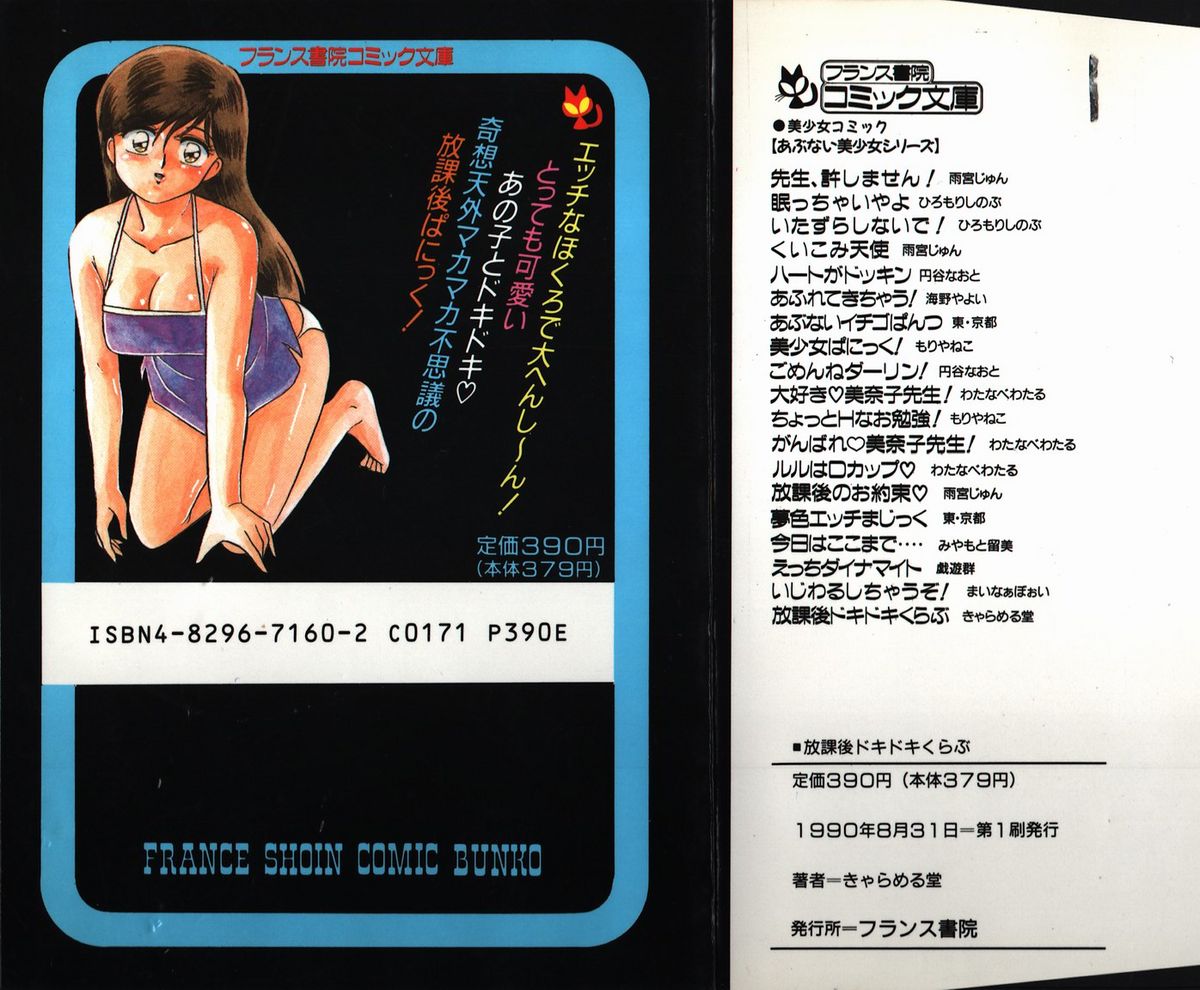 フランス書院コミック文庫
エッチなほくろで大へんし〜ん!
とっても可愛い
あの子とドキドキ♡
奇想天外マカマカ不思議の
放課後ぱにっく!
定価390円
(本体379円)
ISBN4-8296-7160-2 C0171 P390E
FRANCE SHOIN COMIC BUNKO
フランス書院
コミック文庫
●美少女コミック
【あぶない美少女シリーズ】
先生、許しません! 雨宮じゅん
眠っちゃいやよ ひろもりしのぶ
いたずらしないで! ひろもりしのぶ
くいこみ天使 雨宮じゅん
ハートがドッキン 円谷なおと
あふれてきちゃう! 海野やよい
あぶないイチゴぱんつ 東・京都
美少女ぱにっく! もりやねこ
ごめんねダーリン! 円谷なおと
大好き♡美奈子先生! わたなべわたる
ちょっとHなお勉強! もりやねこ
がんばれ♡美奈子先生! わたなべわたる
ルルはDカップ♡ わたなべわたる
放課後のお約束♡ 雨宮じゅん
夢色エッチまじっく 東・京都
今日はここまで‥‥ みやもと留美
えっちダイナマイト 戯遊群
いじわるしちゃうぞ! まいなぁぼぉい
放課後ドキドキくらぶ きゃらめる堂
■放課後ドキドキくらぶ
定価390円(本体379円)
1990年8月31日=第1刷発行
著者=きゃらめる堂
発行所=フランス書院